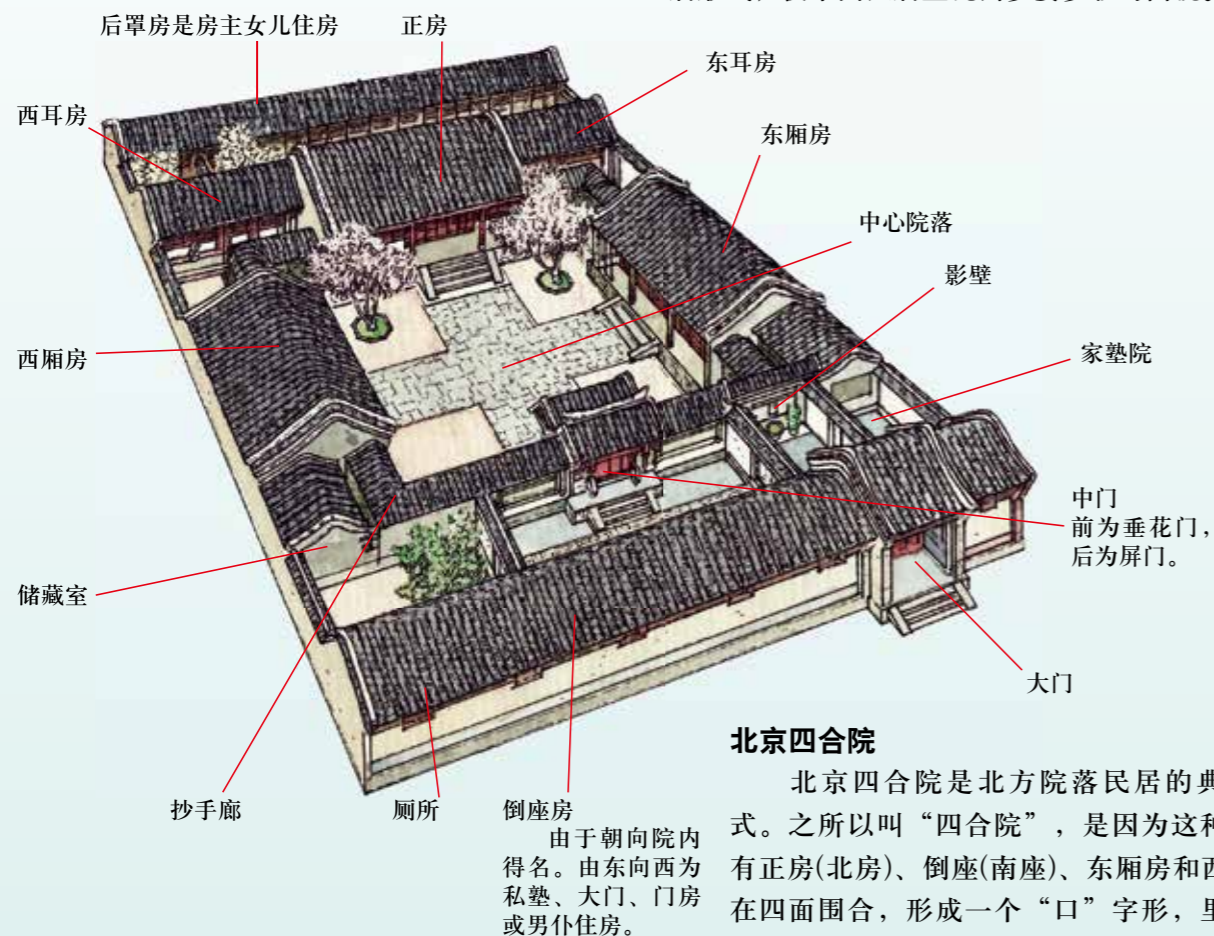 后罩房是房主女儿住房
正房
东耳房
西耳房
东厢房
中心院落
影壁
西厢房
家塾院
中门
前为垂花门，
后为屏门。
储藏室
大门
抄手廊
厕所
倒座房
由于朝向院内
得名。由东向西为
私塾、大门、门房
或男仆住房。
北京四合院
北京四合院是北方院落民居的典
式。之所以叫“四合院”，是因为这种
有正房(北房)、倒座(南座)、东厢房和西
在四面围合，形成一个“口”字形，里